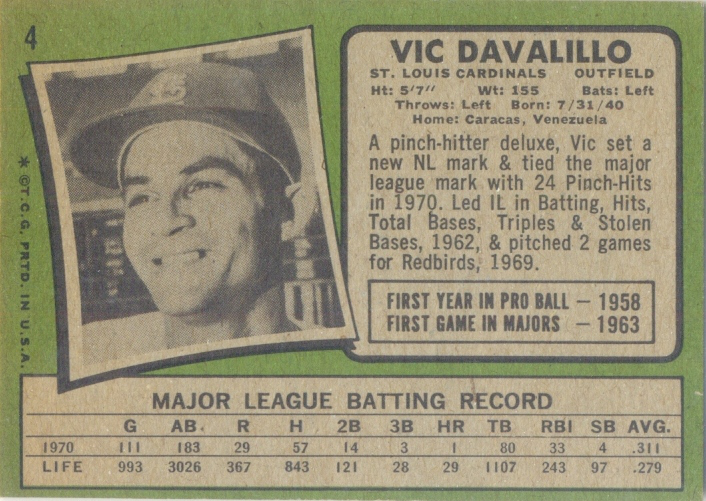 4
VIC DAVALILLO
ST. LOUIS CARDINALS OUTFIELD
Ht: 5'7" Wt: 155 Bats: Left
Throws: Left Born: 7/31/40
Home: Caracas, Venezuela
A pinch-hitter deluxe, Vic set a
new NL mark & tied the major
league mark with 24 Pinch-Hits
in 1970. Led IL in Batting, Hits,
Total Bases, Triples & Stolen
Bases, 1962, & pitched 2 games
for Redbirds, 1969.
FIRST YEAR IN PRO BALL — 1958
FIRST GAME IN MAJORS — 1963
* ©T.C.G. PRTD. IN U.S.A.
MAJOR LEAGUE BATTING RECORD
G AB. R H 2B 3B HR TB RBI SB AVG.
1970 111 183 29 57 14 3 1 80 33 4 .311
LIFE 993 3026 367 843 121 28 29 1107 243 97 .279